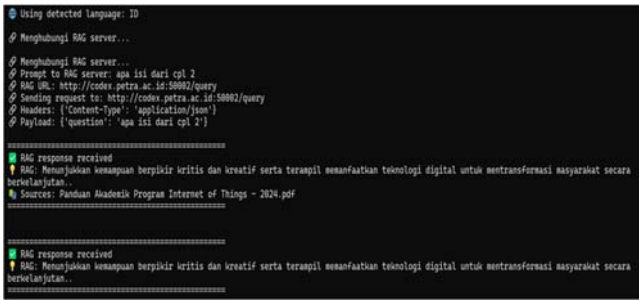 🌐 Using detected language: ID
🔗 Menghubungi RAG server...
🔗 Menghubungi RAG server...
🔗 Prompt to RAG server: apa isi dari cpl 2
🔗 RAG URL: http://codex.petra.ac.id:50002/query
🔗 Sending request to: http://codex.petra.ac.id:50002/query
🔗 Headers: {'Content-Type': 'application/json'}
🔗 Payload: {'question': 'apa isi dari cpl 2'}
==================================================
✅ RAG response received
💡 RAG: Menunjukkan kemampuan berpikir kritis dan kreatif serta terampil memanfaatkan teknologi digital untuk mentransformasi masyarakat secara
berkelanjutan..
📚 Sources: Panduan Akademik Program Internet of Things – 2024.pdf
==================================================
==================================================
✅ RAG response received
💡 RAG: Menunjukkan kemampuan berpikir kritis dan kreatif serta terampil memanfaatkan teknologi digital untuk mentransformasi masyarakat secara
berkelanjutan..
==================================================